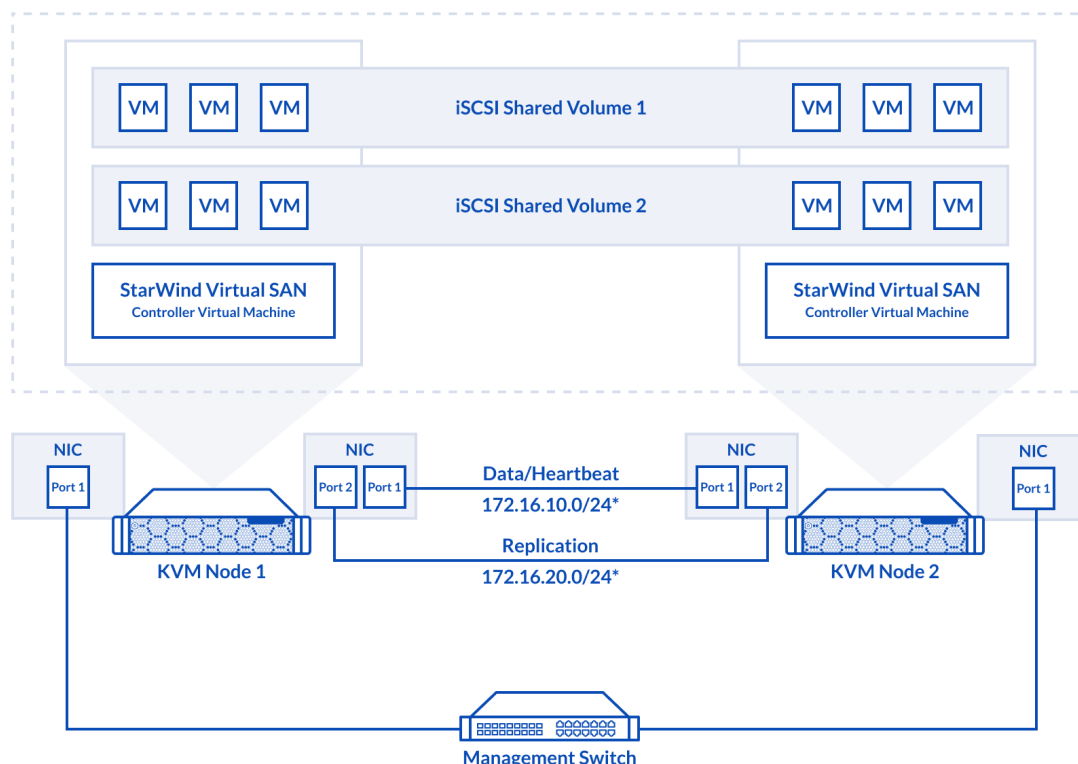 VM VM VM iSCSI Shared Volume 1 VM VM VM
VM VM VM iSCSI Shared Volume 2 VM VM VM
StarWind Virtual SAN StarWind Virtual SAN
Controller Virtual Machine Controller Virtual Machine
NIC NIC NIC NIC
Data/Heartbeat
Port 1 Port 2 Port 1 Port 1 Port 2 Port 1
172.16.10.0/24*
Replication
KVM Node 1 172.16.20.0/24* KVM Node 2
Management Switch